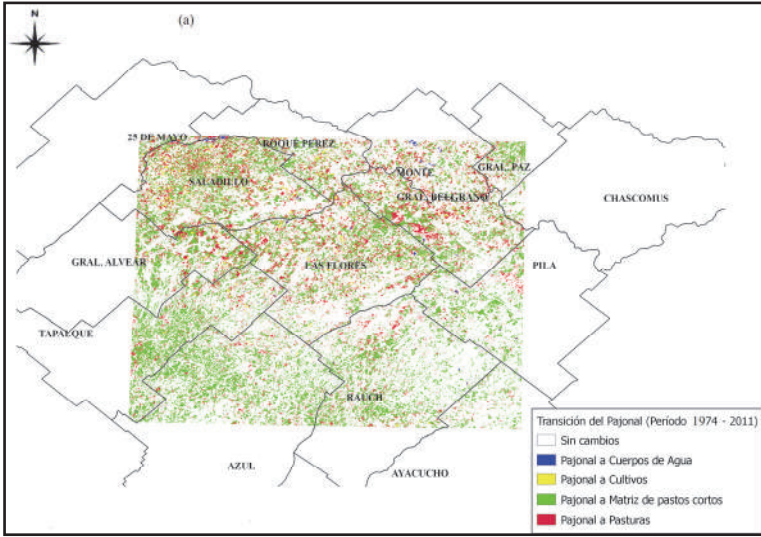 N
(a)
25 DE MAYO
ROQUE PEREZ
SALADILLO
MONTE
GRAL. PAZ
GRAL. BELGRANO
CHASCOMUS
GRAL. ALVEAR
LAS FLORES
PILA
TAPALQUE
RAUCH
AZUL
AYACUCHO
Transición del Pajonal (Período 1974 - 2011)
Sin cambios
Pajonal a Cuerpos de Agua
Pajonal a Cultivos
Pajonal a Matriz de pastos cortos
Pajonal a Pasturas